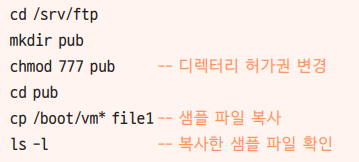 cd /srv/ftp
mkdir pub
chmod 777 pub -- 디렉터리 허가권 변경
cd pub
cp /boot/vm* file1 -- 샘플 파일 복사
ls -l -- 복사한 샘플 파일 확인